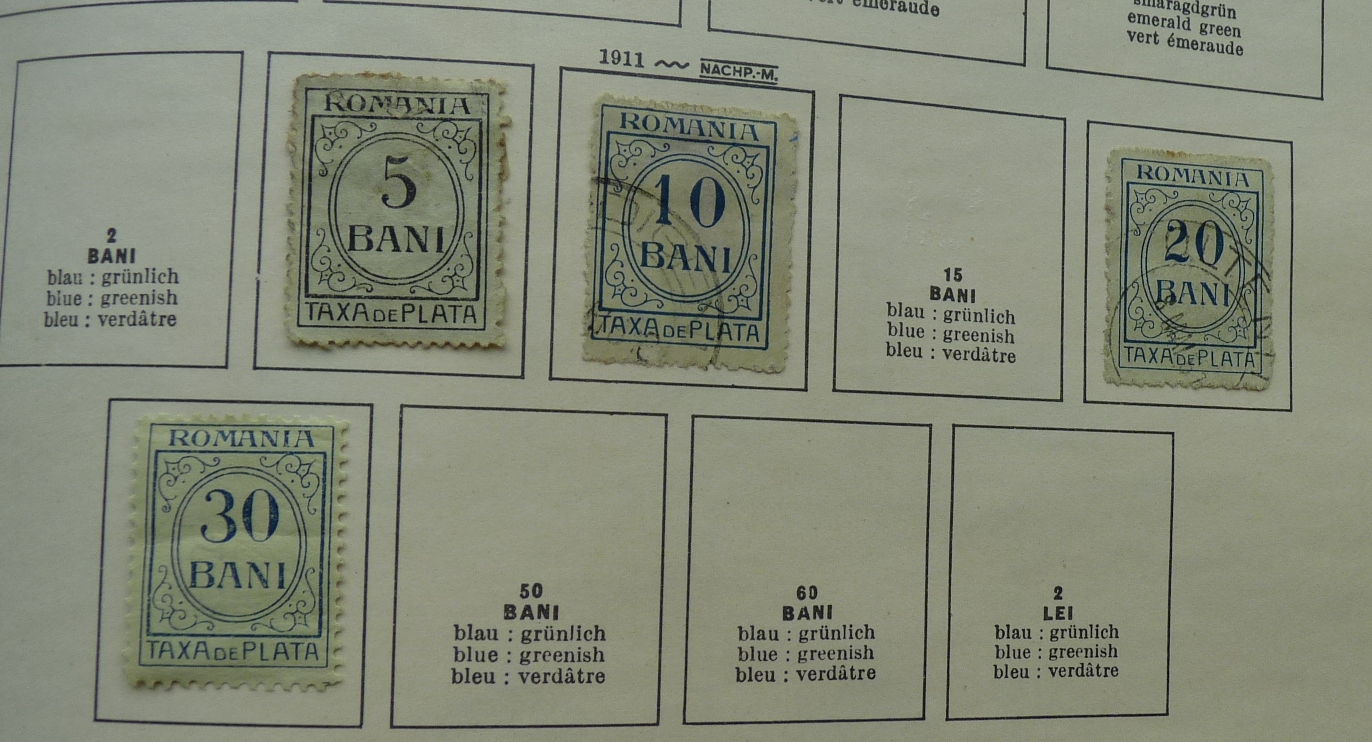 vert émeraude
smaragdgrün
emerald green
vert émeraude
1911 NACHP.-M.
2
BANI
blau : grünlich
blue : greenish
bleu : verdâtre
ROMANIA
5
BANI
TAXA DE PLATA
ROMANIA
10
BANI
TAXA DE PLATA
15
BANI
blau : grünlich
blue : greenish
bleu : verdâtre
ROMANIA
20
BANI
TAXA DE PLATA
ROMANIA
30
BANI
TAXA DE PLATA
50
BANI
blau : grünlich
blue : greenish
bleu : verdâtre
60
BANI
blau : grünlich
blue : greenish
bleu : verdâtre
2
LEI
blau : grünlich
blue : greenish
bleu : verdâtre